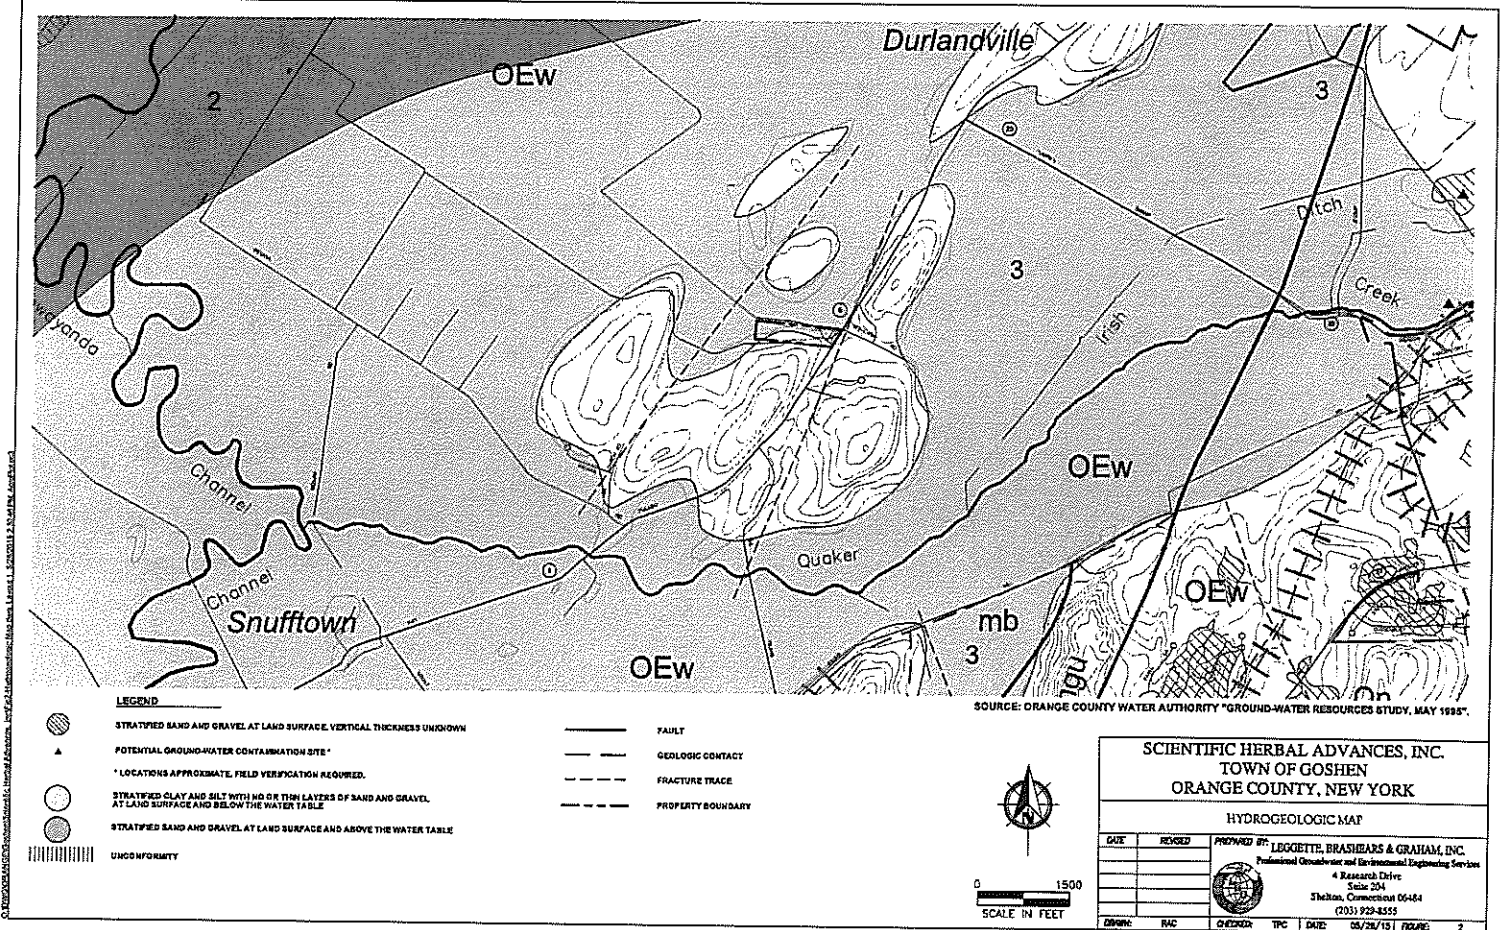 Durlandville
OEw
2
3
3
Ditch
Creek
Irish
OEw
Channel
Quaker
Channel
Snufftown
OEw
mb
3
OEw
LEGEND
STRATIFIED SAND AND GRAVEL AT LAND SURFACE, VERTICAL THICKNESS UNKNOWN
POTENTIAL GROUND-WATER CONTAMINATION SITE*
* LOCATIONS APPROXIMATE, FIELD VERIFICATION REQUIRED.
STRATIFIED CLAY AND SILT WITH NO OR THIN LAYERS OF SAND AND GRAVEL,
AT LAND SURFACE AND BELOW THE WATER TABLE
STRATIFIED SAND AND GRAVEL AT LAND SURFACE AND ABOVE THE WATER TABLE
UNCONFORMITY
FAULT
GEOLOGIC CONTACT
FRACTURE TRACE
PROPERTY BOUNDARY
SOURCE: ORANGE COUNTY WATER AUTHORITY "GROUND-WATER RESOURCES STUDY, MAY 1995".
N
0 1500
SCALE IN FEET
SCIENTIFIC HERBAL ADVANCES, INC.
TOWN OF GOSHEN
ORANGE COUNTY, NEW YORK
HYDROGEOLOGIC MAP
DATE REVISED PREPARED BY: LEGGETTE, BRASHEARS & GRAHAM, INC.
Professional Groundwater and Environmental Engineering Services
4 Research Drive
Suite 204
Shelton, Connecticut 06484
(203) 929-8555
DRAWN: RAC CHECKED: TPC DATE: 05/28/15 FIGURE: 2